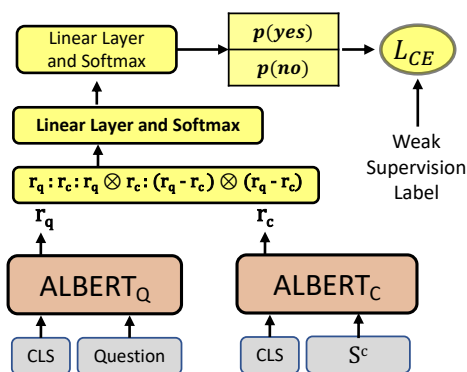 Linear Layer
and Softmax
p(yes)
p(no)
L_CE
Linear Layer and Softmax
Weak
Supervision
Label
r_q : r_c : r_q ⊗ r_c : (r_q - r_c) ⊗ (r_q - r_c)
r_q
r_c
ALBERT_Q
ALBERT_C
CLS
Question
CLS
S^c